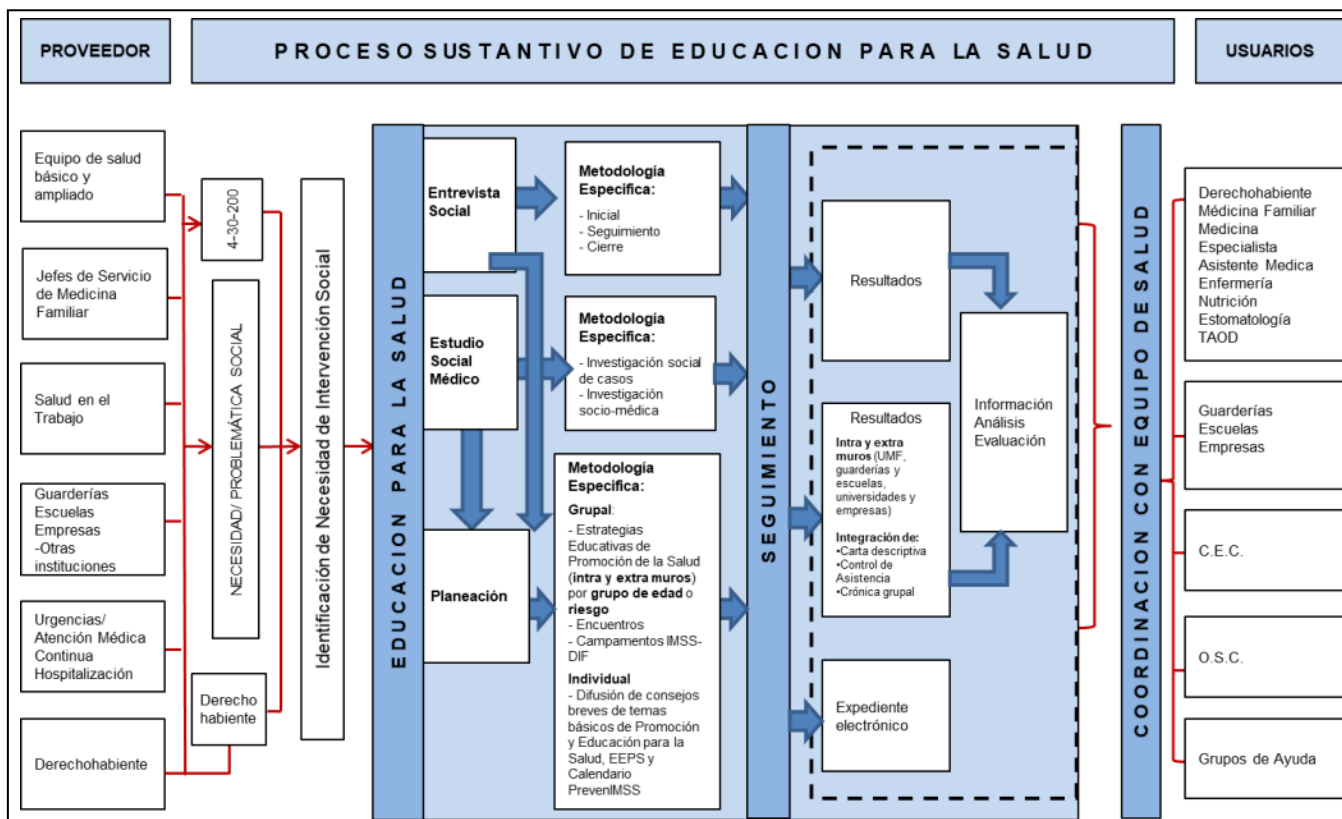 PROVEEDOR
PROCESO SUSTANTIVO DE EDUCACION PARA LA SALUD
USUARIOS
Equipo de salud
básico y
ampliado
Jefes de Servicio
de Medicina
Familiar
Salud en el
Trabajo
Guarderías
Escuelas
Empresas
-Otras
instituciones
Urgencias/
Atención Médica
Continua
Hospitalización
Derechohabiente
4-30-200
NECESIDAD/ PROBLEMÁTICA SOCIAL
Derecho
habiente
Identificación de Necesidad de Intervención Social
EDUCACION PARA LA SALUD
Entrevista
Social
Estudio
Social
Médico
Planeación
Metodología
Especifica:
- Inicial
- Seguimiento
- Cierre
Metodología
Especifica:
- Investigación social
de casos
- Investigación
socio-médica
Metodología
Especifica:
Grupal:
- Estrategias
Educativas de
Promoción de la Salud
(intra y extra muros)
por grupo de edad o
riesgo
- Encuentros
- Campamentos IMSS-
DIF
Individual
- Difusión de consejos
breves de temas
básicos de Promoción
y Educación para la
Salud, EEPS y
Calendario
PrevenIMSS
SEGUIMIENTO
Resultados
Resultados
Intra y extra
muros (UMF,
guarderías y
escuelas,
universidades y
empresas)
Integración de:
•Carta descriptiva
•Control de
Asistencia
•Crónica grupal
Expediente
electrónico
Información
Análisis
Evaluación
COORDINACION CON EQUIPO DE SALUD
Derechohabiente
Médicina Familiar
Medicina
Especialista
Asistente Medica
Enfermería
Nutrición
Estomatología
TAOD
Guarderías
Escuelas
Empresas
C.E.C.
O.S.C.
Grupos de Ayuda